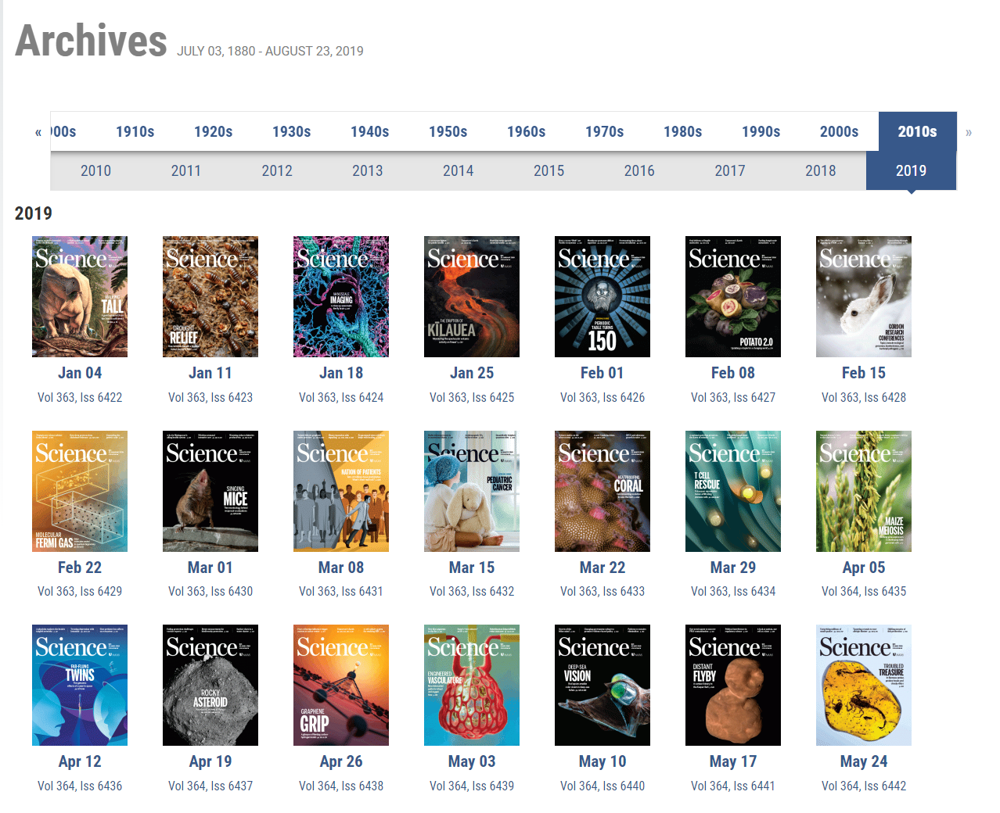 Archives JULY 03, 1880 - AUGUST 23, 2019
« 00s 1910s 1920s 1930s 1940s 1950s 1960s 1970s 1980s 1990s 2000s 2010s »
2010 2011 2012 2013 2014 2015 2016 2017 2018 2019
2019
Science
WALKING
TALL
Science
DROUGHT
RELIEF
Science
NANOSCALE
IMAGING
Science
THE ERUPTION OF
KĪLAUEA
Science
PERIODIC
TABLE TURNS
150
Science
POTATO 2.0
Science
GORDON
RESEARCH
CONFERENCES
Jan 04 Jan 11 Jan 18 Jan 25 Feb 01 Feb 08 Feb 15
Vol 363, Iss 6422 Vol 363, Iss 6423 Vol 363, Iss 6424 Vol 363, Iss 6425 Vol 363, Iss 6426 Vol 363, Iss 6427 Vol 363, Iss 6428
Science
MOLECULAR
FERMI GAS
Science
SINGING
MICE
Science
NATION OF PATIENTS
Science
PEDIATRIC
CANCER
Science
HEATPROOFING
CORAL
Science
T CELL
RESCUE
Science
MAIZE
MEIOSIS
Feb 22 Mar 01 Mar 08 Mar 15 Mar 22 Mar 29 Apr 05
Vol 363, Iss 6429 Vol 363, Iss 6430 Vol 363, Iss 6431 Vol 363, Iss 6432 Vol 363, Iss 6433 Vol 363, Iss 6434 Vol 364, Iss 6435
Science
FAR-FLUNG
TWINS
Science
ROCKY
ASTEROID
Science
GRAPHENE
GRIP
Science
ENGINEERED
VASCULATURE
Science
DEEP-SEA
VISION
Science
DISTANT
FLYBY
Science
TROUBLED
TREASURE
Apr 12 Apr 19 Apr 26 May 03 May 10 May 17 May 24
Vol 364, Iss 6436 Vol 364, Iss 6437 Vol 364, Iss 6438 Vol 364, Iss 6439 Vol 364, Iss 6440 Vol 364, Iss 6441 Vol 364, Iss 6442